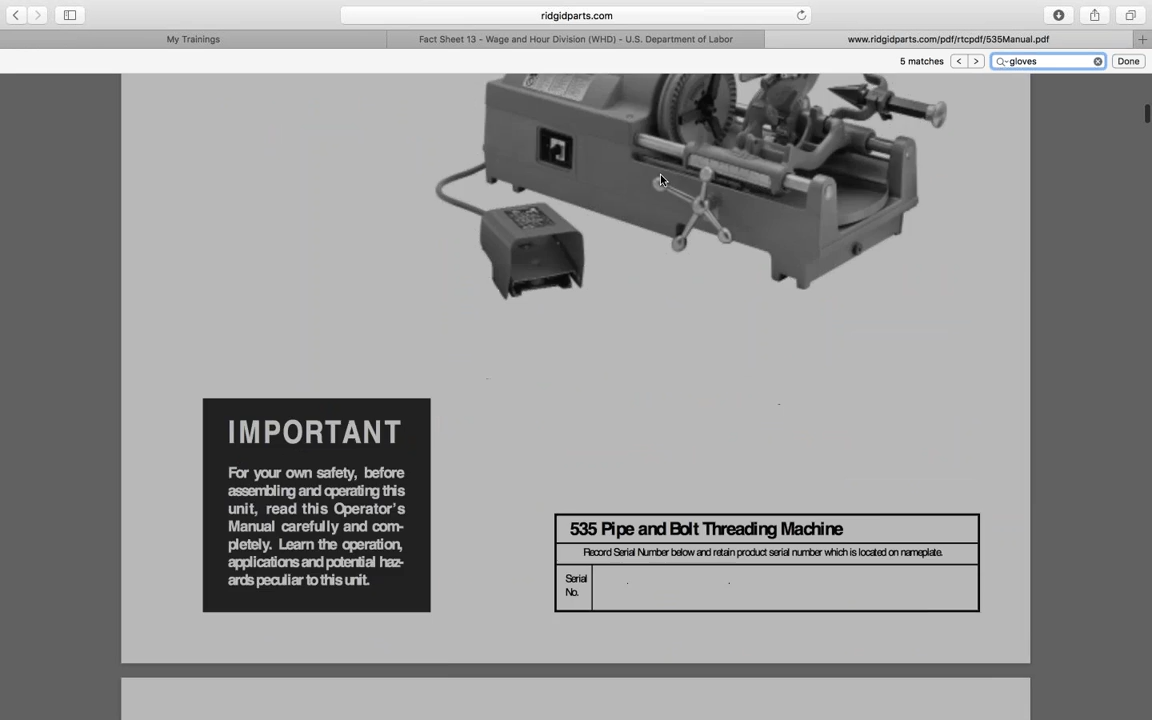 ridgidparts.com
My Trainings
Fact Sheet 13 - Wage and Hour Division (WHD) - U.S. Department of Labor
www.ridgidparts.com/pdf/rtcpdf/535Manual.pdf
5 matches
gloves
Done
IMPORTANT
For your own safety, before
assembling and operating this
unit, read this Operator's
Manual carefully and com-
pletely. Learn the operation,
applications and potential haz-
ards peculiar to this unit.
535 Pipe and Bolt Threading Machine
Record Serial Number below and retain product serial number which is located on nameplate.
Serial
No.